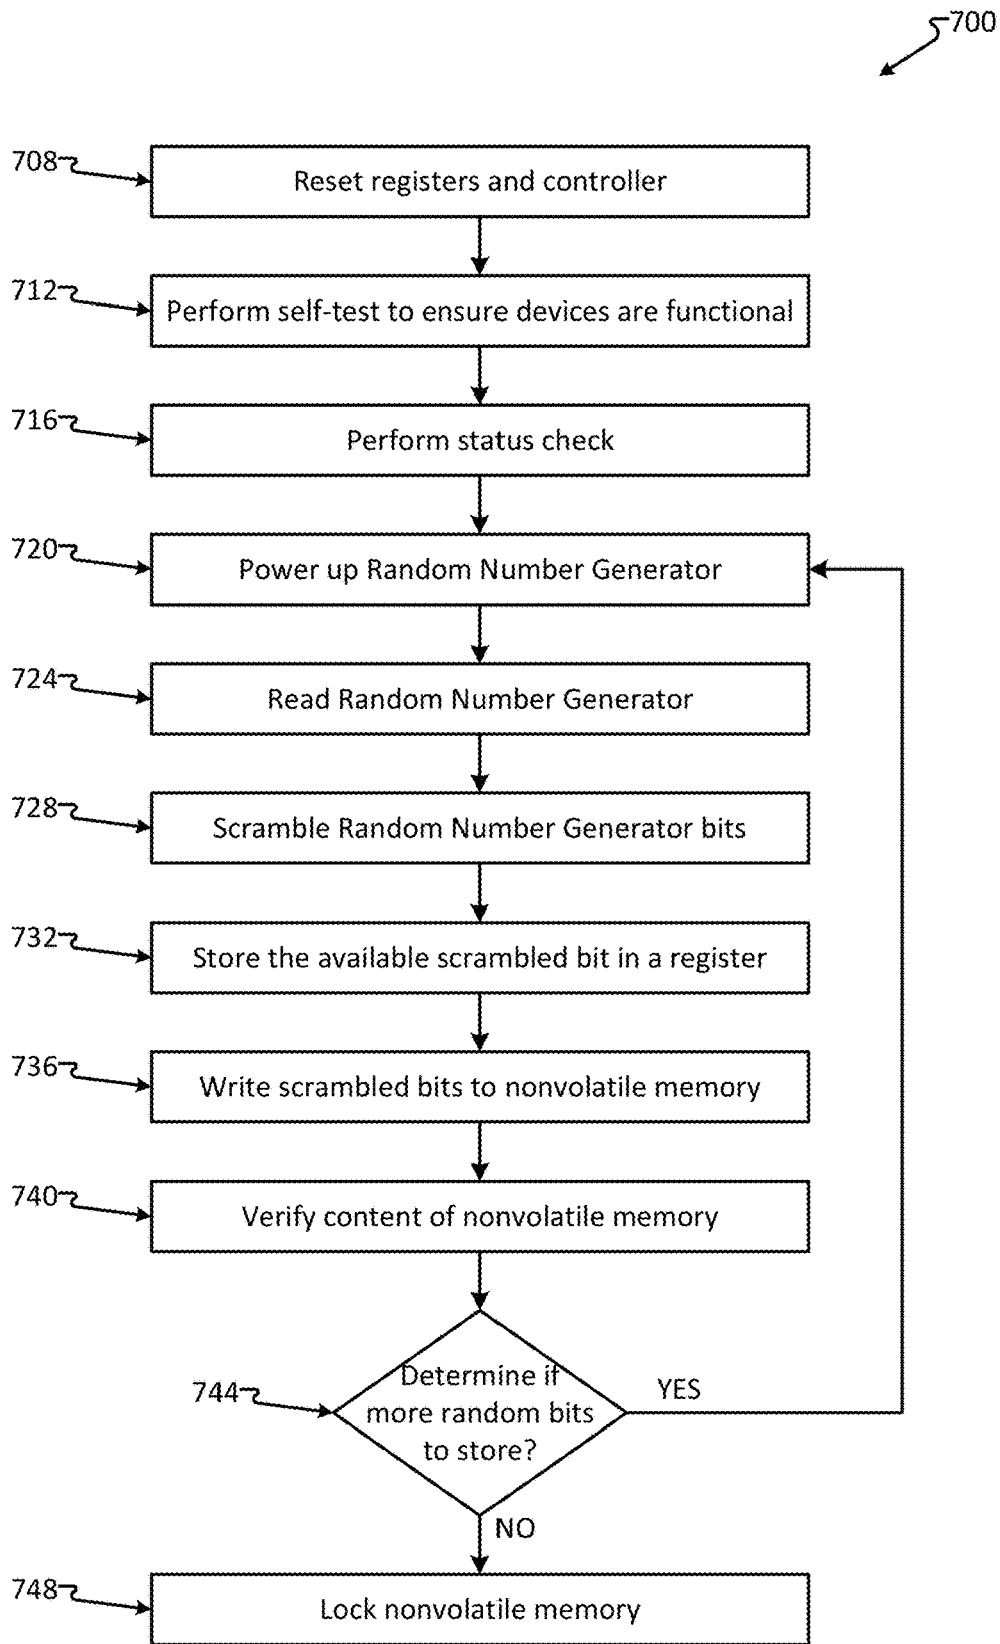 700
708
Reset registers and controller
712
Perform self-test to ensure devices are functional
716
Perform status check
720
Power up Random Number Generator
724
Read Random Number Generator
728
Scramble Random Number Generator bits
732
Store the available scrambled bit in a register
736
Write scrambled bits to nonvolatile memory
740
Verify content of nonvolatile memory
744
Determine if
more random bits
to store?
YES
NO
748
Lock nonvolatile memory